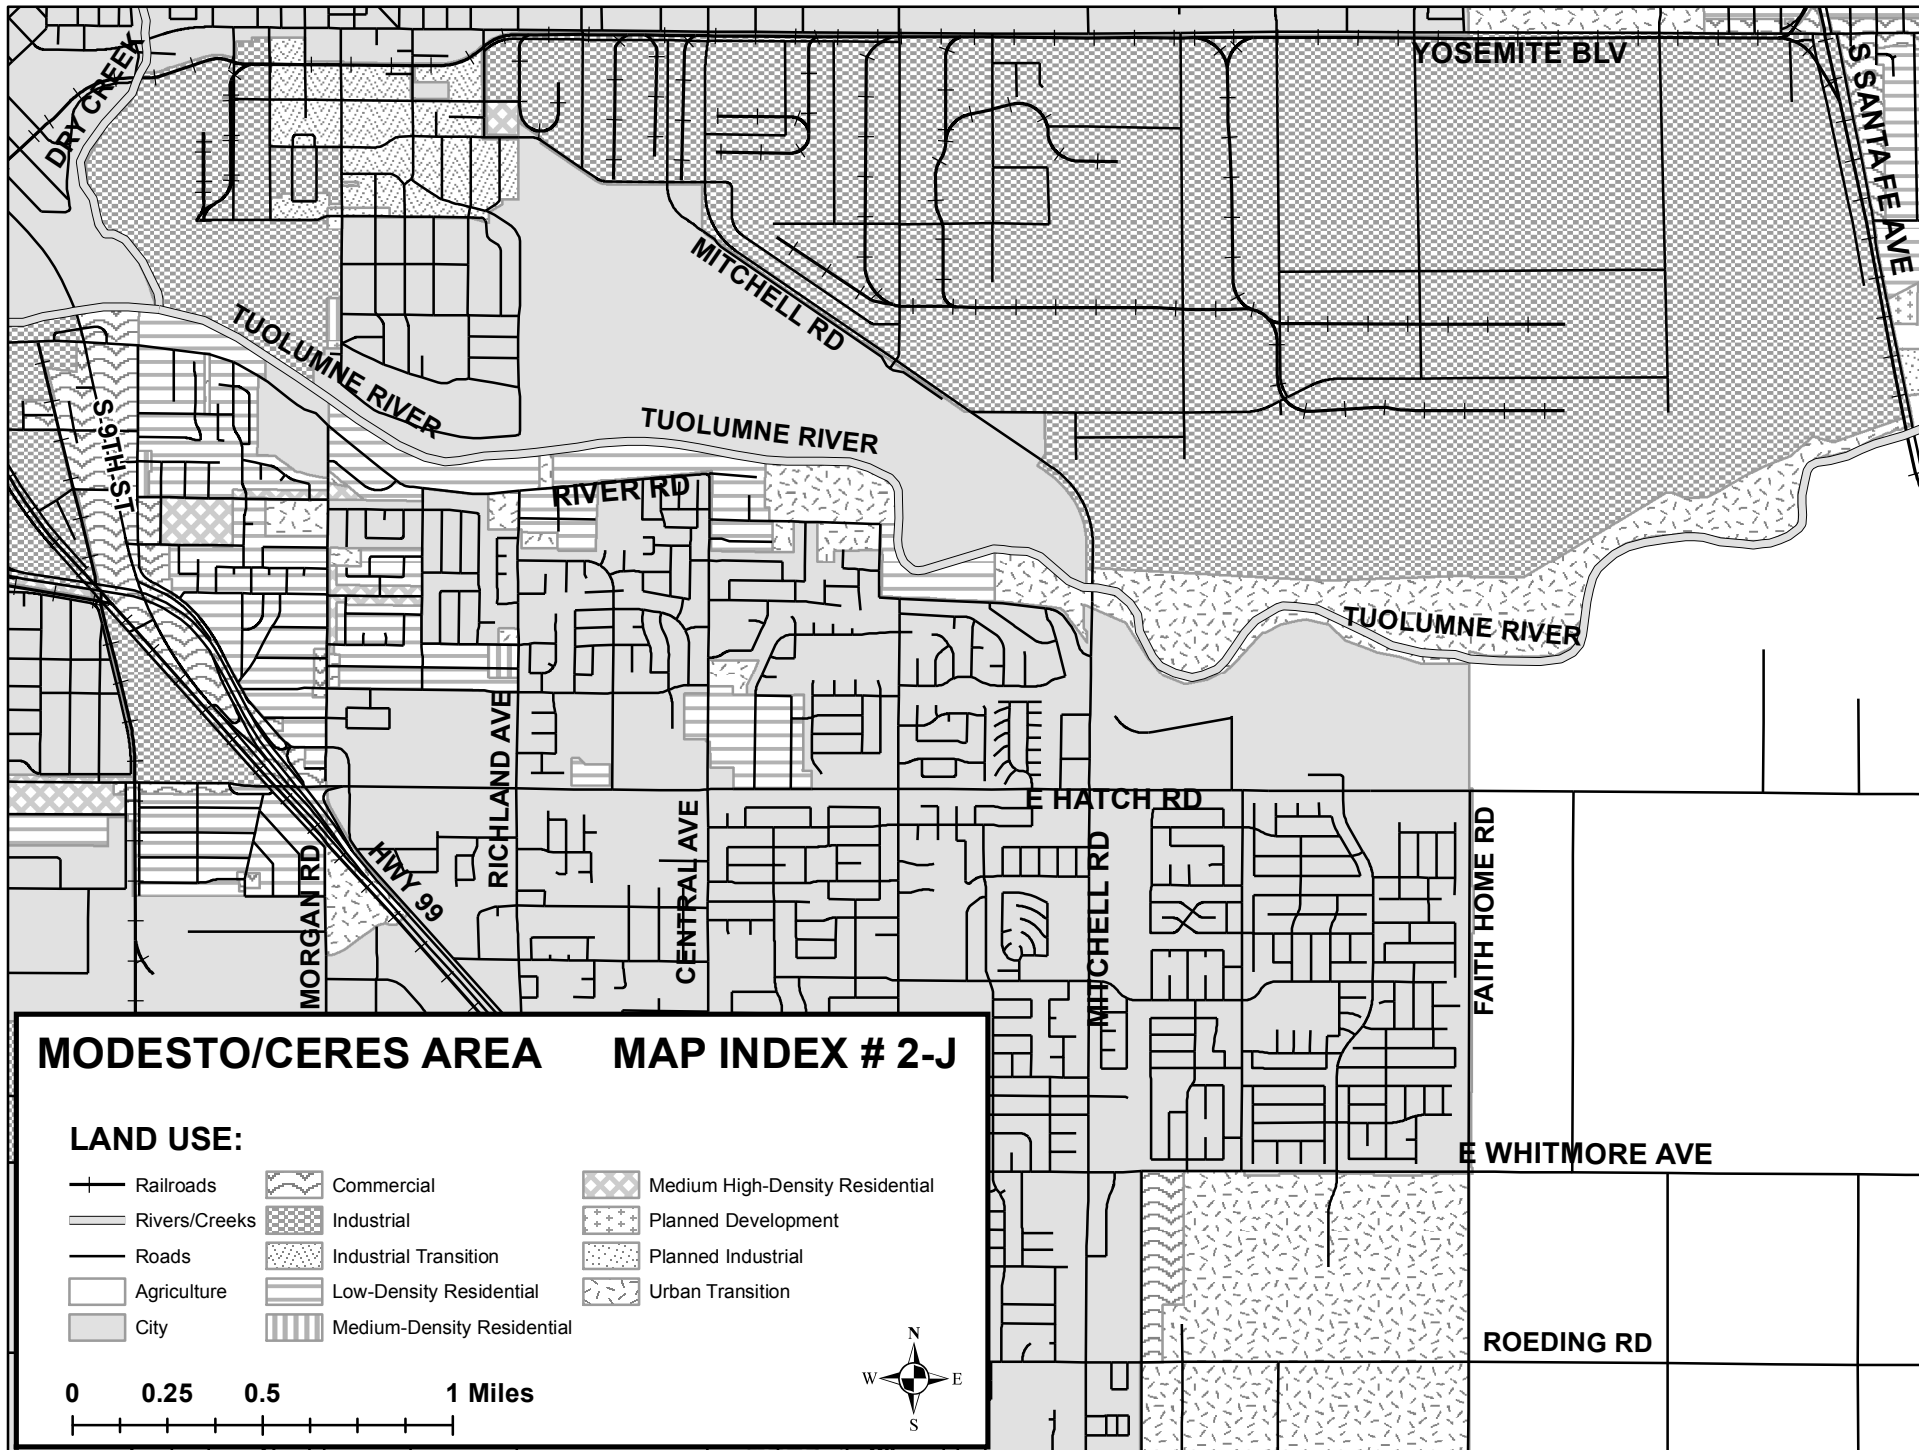 YOSEMITE BLV
DRY CREEK
S SANTA FE AVE
MITCHELL RD
TUOLUMNE RIVER
TUOLUMNE RIVER
S 9TH ST
RIVER RD
TUOLUMNE RIVER
RICHLAND AVE
E HATCH RD
CENTRAL AVE
MITCHELL RD
FAITH HOME RD
HWY 99
MORGAN RD
E WHITMORE AVE
ROEDING RD
MODESTO/CERES AREA MAP INDEX # 2-J
LAND USE:
Railroads
Rivers/Creeks
Roads
Agriculture
City
Commercial
Industrial
Industrial Transition
Low-Density Residential
Medium-Density Residential
Medium High-Density Residential
Planned Development
Planned Industrial
Urban Transition
0 0.25 0.5 1 Miles
N
W E
S